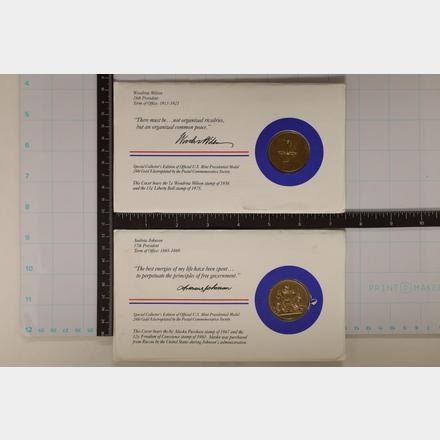 Woodrow Wilson
28th President
Term of Office: 1913-1921
"There must be...not organized rivalries,
but an organized common peace."
Woodrow Wilson
Special Collector's Edition of Official U.S. Mint Presidential Medal
24kt Gold Electroplated by the Postal Commemorative Society.
This Cover bears the
Woodrow Wilson stamp of
and the 13¢ Liberty Bell stamp of 1975.
Andrew Johnson
17th President
Term of Office: 1865-1869
"The best energies of my life have been spent...
to perpetuate the principles of free government."
Andrew Johnson
Special Collector's Edition of Official U.S. Mint Presidential Medal
24kt Gold Electroplated by the Postal Commemorative Society.
This Cover bears the 8¢ Alaska Purchase stamp of 1967 and the
Freedom of Conscience stamp of
Alaska was purchased
from Russia by the United States during Johnson's administration.
PRINT MAKER